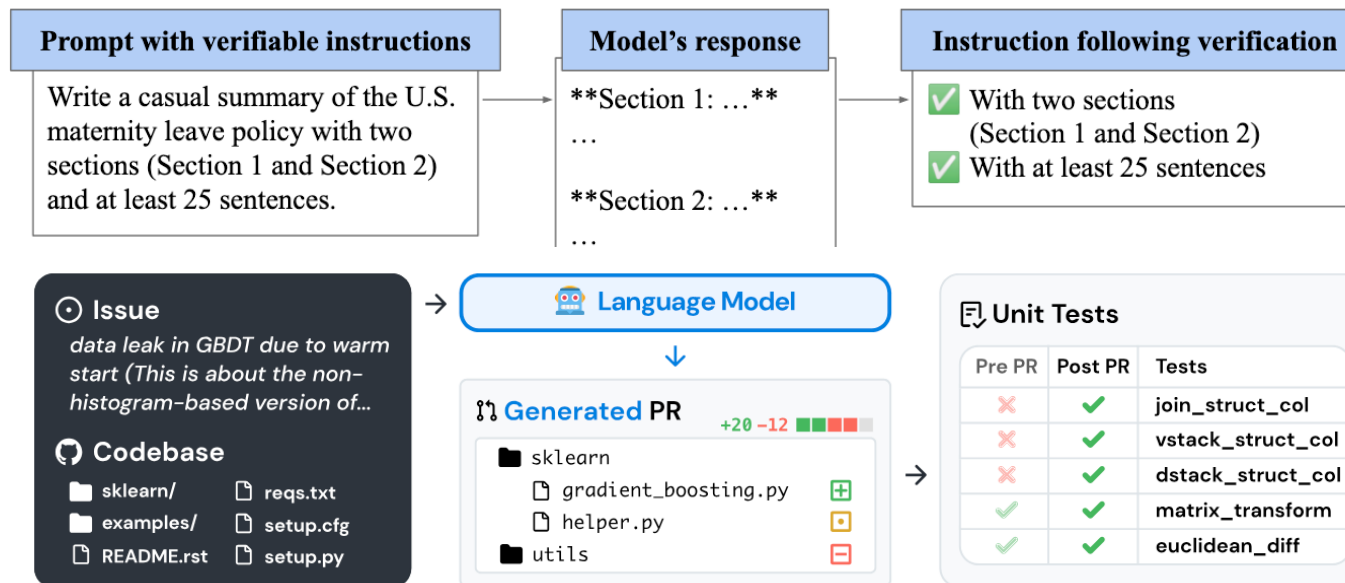 Prompt with verifiable instructions
Write a casual summary of the U.S.
maternity leave policy with two
sections (Section 1 and Section 2)
and at least 25 sentences.
Model's response
**Section 1: …**
…
**Section 2: …**
…
Instruction following verification
With two sections
(Section 1 and Section 2)
With at least 25 sentences
Issue
data leak in GBDT due to warm
start (This is about the non-
histogram-based version of...
Codebase
sklearn/
reqs.txt
examples/
setup.cfg
README.rst
setup.py
Language Model
Generated PR
+20 -12
sklearn
gradient_boosting.py
helper.py
utils
Unit Tests
Pre PR Post PR Tests
join_struct_col
vstack_struct_col
dstack_struct_col
matrix_transform
euclidean_diff